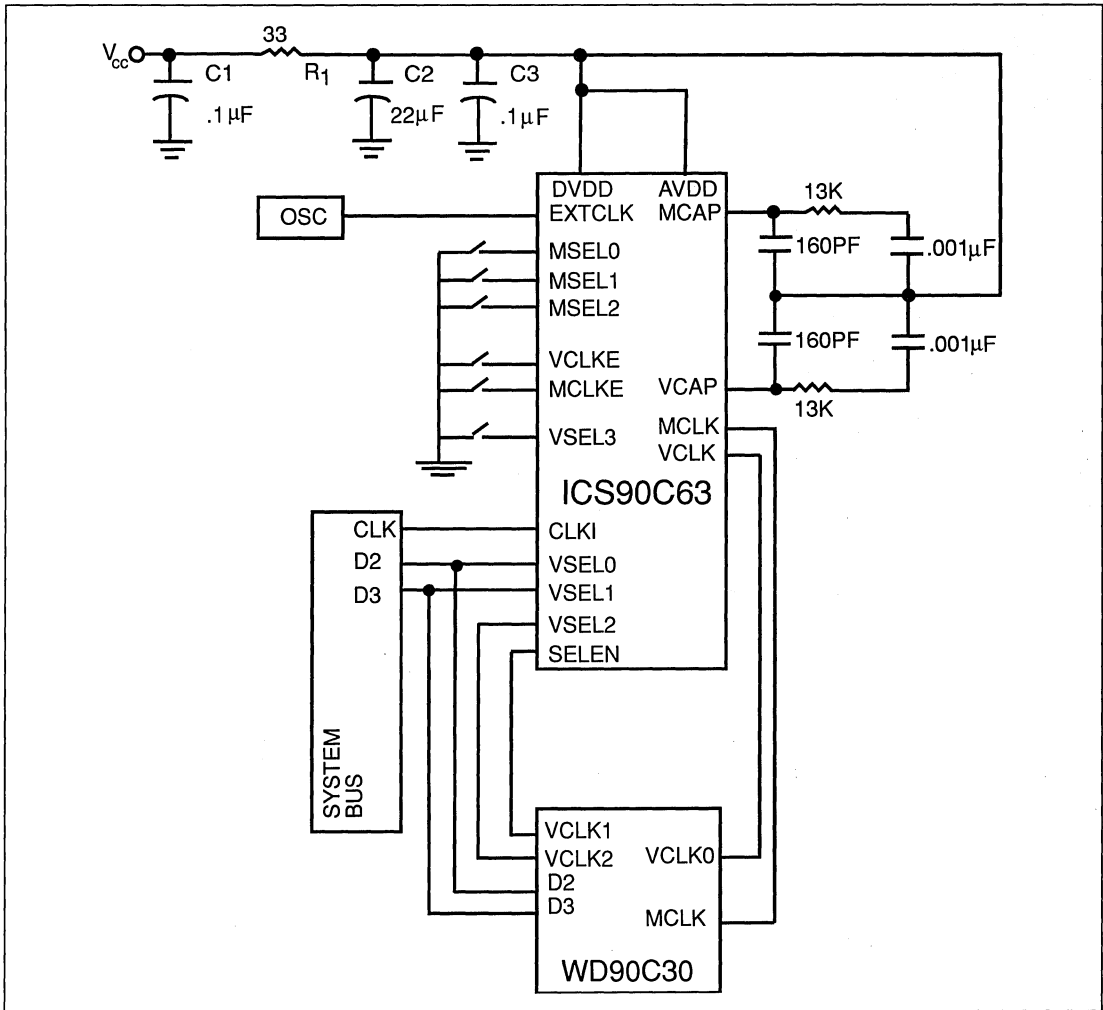 33
Vcc
C1
R1
C2
C3
.1µF
22µF
.1µF
DVDD
AVDD
OSC
EXTCLK
MCAP
13K
MSEL0
MSEL1
MSEL2
160PF
.001µF
VCLKE
MCLKE
160PF
.001µF
VCAP
13K
VSEL3
MCLK
VCLK
ICS90C63
CLK
CLKI
D2
VSEL0
D3
VSEL1
VSEL2
SELEN
SYSTEM
BUS
VCLK1
VCLK2
VCLK0
D2
D3
MCLK
WD90C30